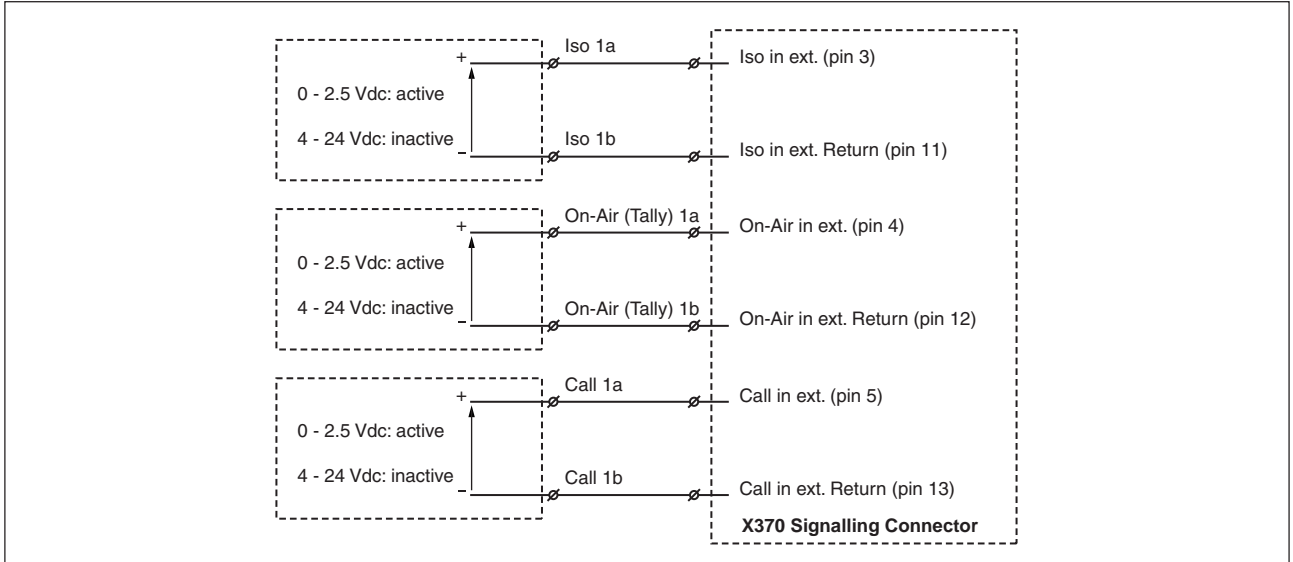 + Iso 1a Iso in ext. (pin 3)
0 - 2.5 Vdc: active
4 - 24 Vdc: inactive
– Iso 1b Iso in ext. Return (pin 11)
+ On-Air (Tally) 1a On-Air in ext. (pin 4)
0 - 2.5 Vdc: active
4 - 24 Vdc: inactive
– On-Air (Tally) 1b On-Air in ext. Return (pin 12)
+ Call 1a Call in ext. (pin 5)
0 - 2.5 Vdc: active
4 - 24 Vdc: inactive
– Call 1b Call in ext. Return (pin 13)
X370 Signalling Connector